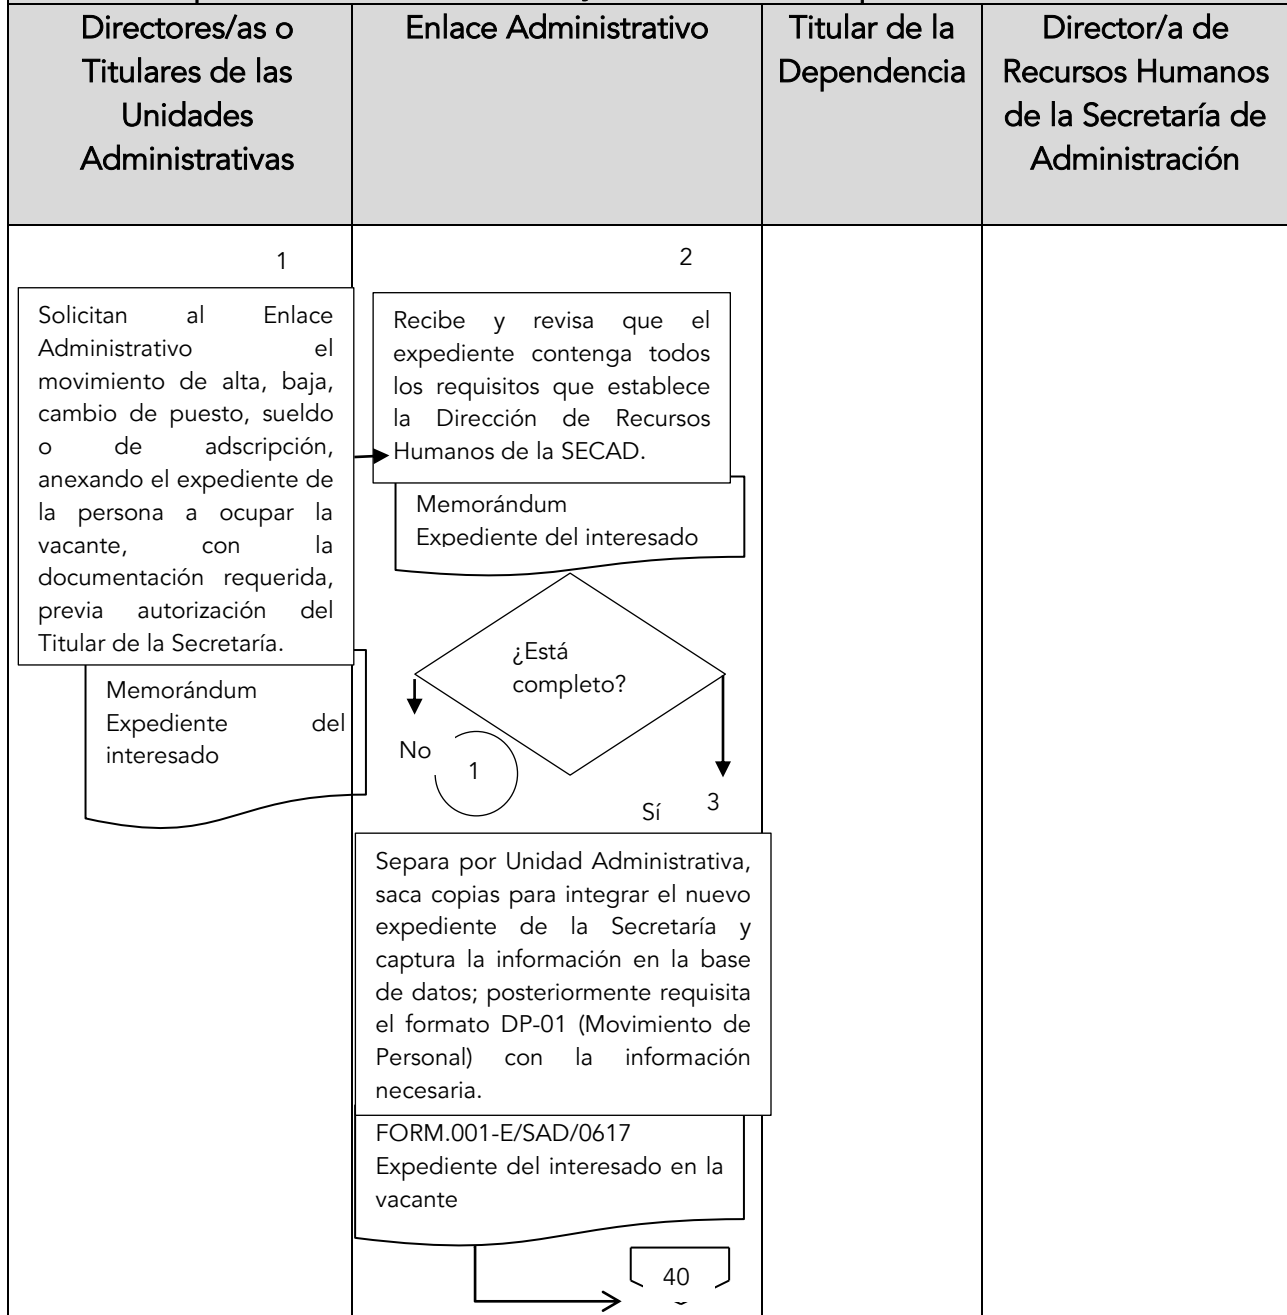 Directores/as o
Titulares de las
Unidades
Administrativas
Enlace Administrativo
Titular de la
Dependencia
Director/a de
Recursos Humanos
de la Secretaría de
Administración
1
Solicitan al Enlace
Administrativo el
movimiento de alta, baja,
cambio de puesto, sueldo
o de adscripción,
anexando el expediente de
la persona a ocupar la
vacante, con la
documentación requerida,
previa autorización del
Titular de la Secretaría.
Memorándum
Expediente del
interesado
2
Recibe y revisa que el
expediente contenga todos
los requisitos que establece
la Dirección de Recursos
Humanos de la SECAD.
Memorándum
Expediente del interesado
¿Está
completo?
No
1
Sí
3
Separa por Unidad Administrativa,
saca copias para integrar el nuevo
expediente de la Secretaría y
captura la información en la base
de datos; posteriormente requisita
el formato DP-01 (Movimiento de
Personal) con la información
necesaria.
FORM.001-E/SAD/0617
Expediente del interesado en la
vacante
40